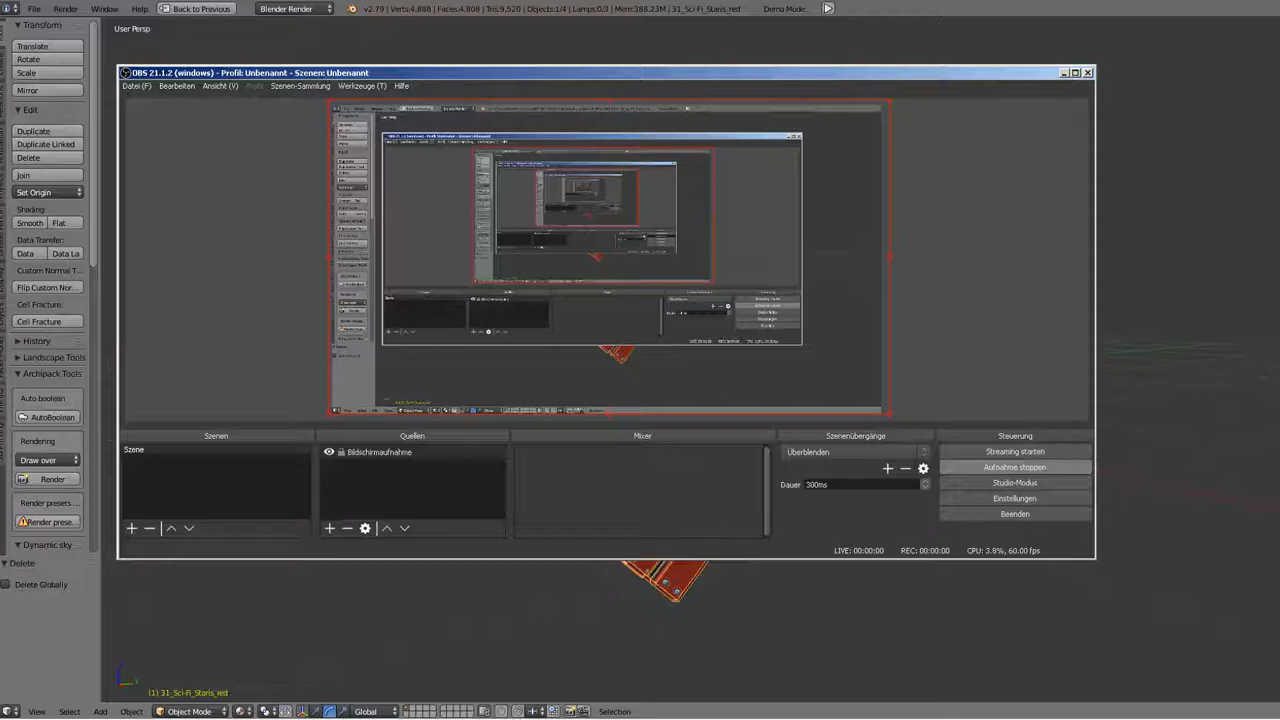 File Render Window Help Back to Previous Blender Render v2.79 | Verts:4,888 | Faces:4,808 | Tris:9,520 | Objects:1/4 | Lamps:0/3 | Mem:388.23M | 31_Sci-Fi_Staris_red Demo Mode...
User Persp
Transform
Translate
Rotate
Scale
Mirror
Edit
Duplicate
Duplicate Linked
Delete
Join
Set Origin
Shading:
Smooth Flat
Data Transfer:
Data Data La
Custom Normal T...
Flip Custom Nor...
Cell Fracture:
Cell Fracture
History
Landscape Tools
Archipack Tools
Auto boolean
AutoBoolean
Rendering
Draw over
Render
Render presets...
Render prese...
Dynamic sky
Delete
Delete Globally
OBS 21.1.2 (windows) - Profil: Unbenannt - Szenen: Unbenannt
Datei (F) Bearbeiten Ansicht (V) Profil Szenen-Sammlung Werkzeuge (T) Hilfe
Szenen Quellen Mixer Szenenübergänge Steuerung
Szene
Bildschirmaufnahme
Überblenden
Dauer 300ms
Streaming starten
Aufnahme stoppen
Studio-Modus
Einstellungen
Beenden
LIVE: 00:00:00 REC: 00:00:00 CPU: 3.8%, 60.00 fps
(1) 31_Sci-Fi_Staris_red
View Select Add Object Object Mode Global Selection